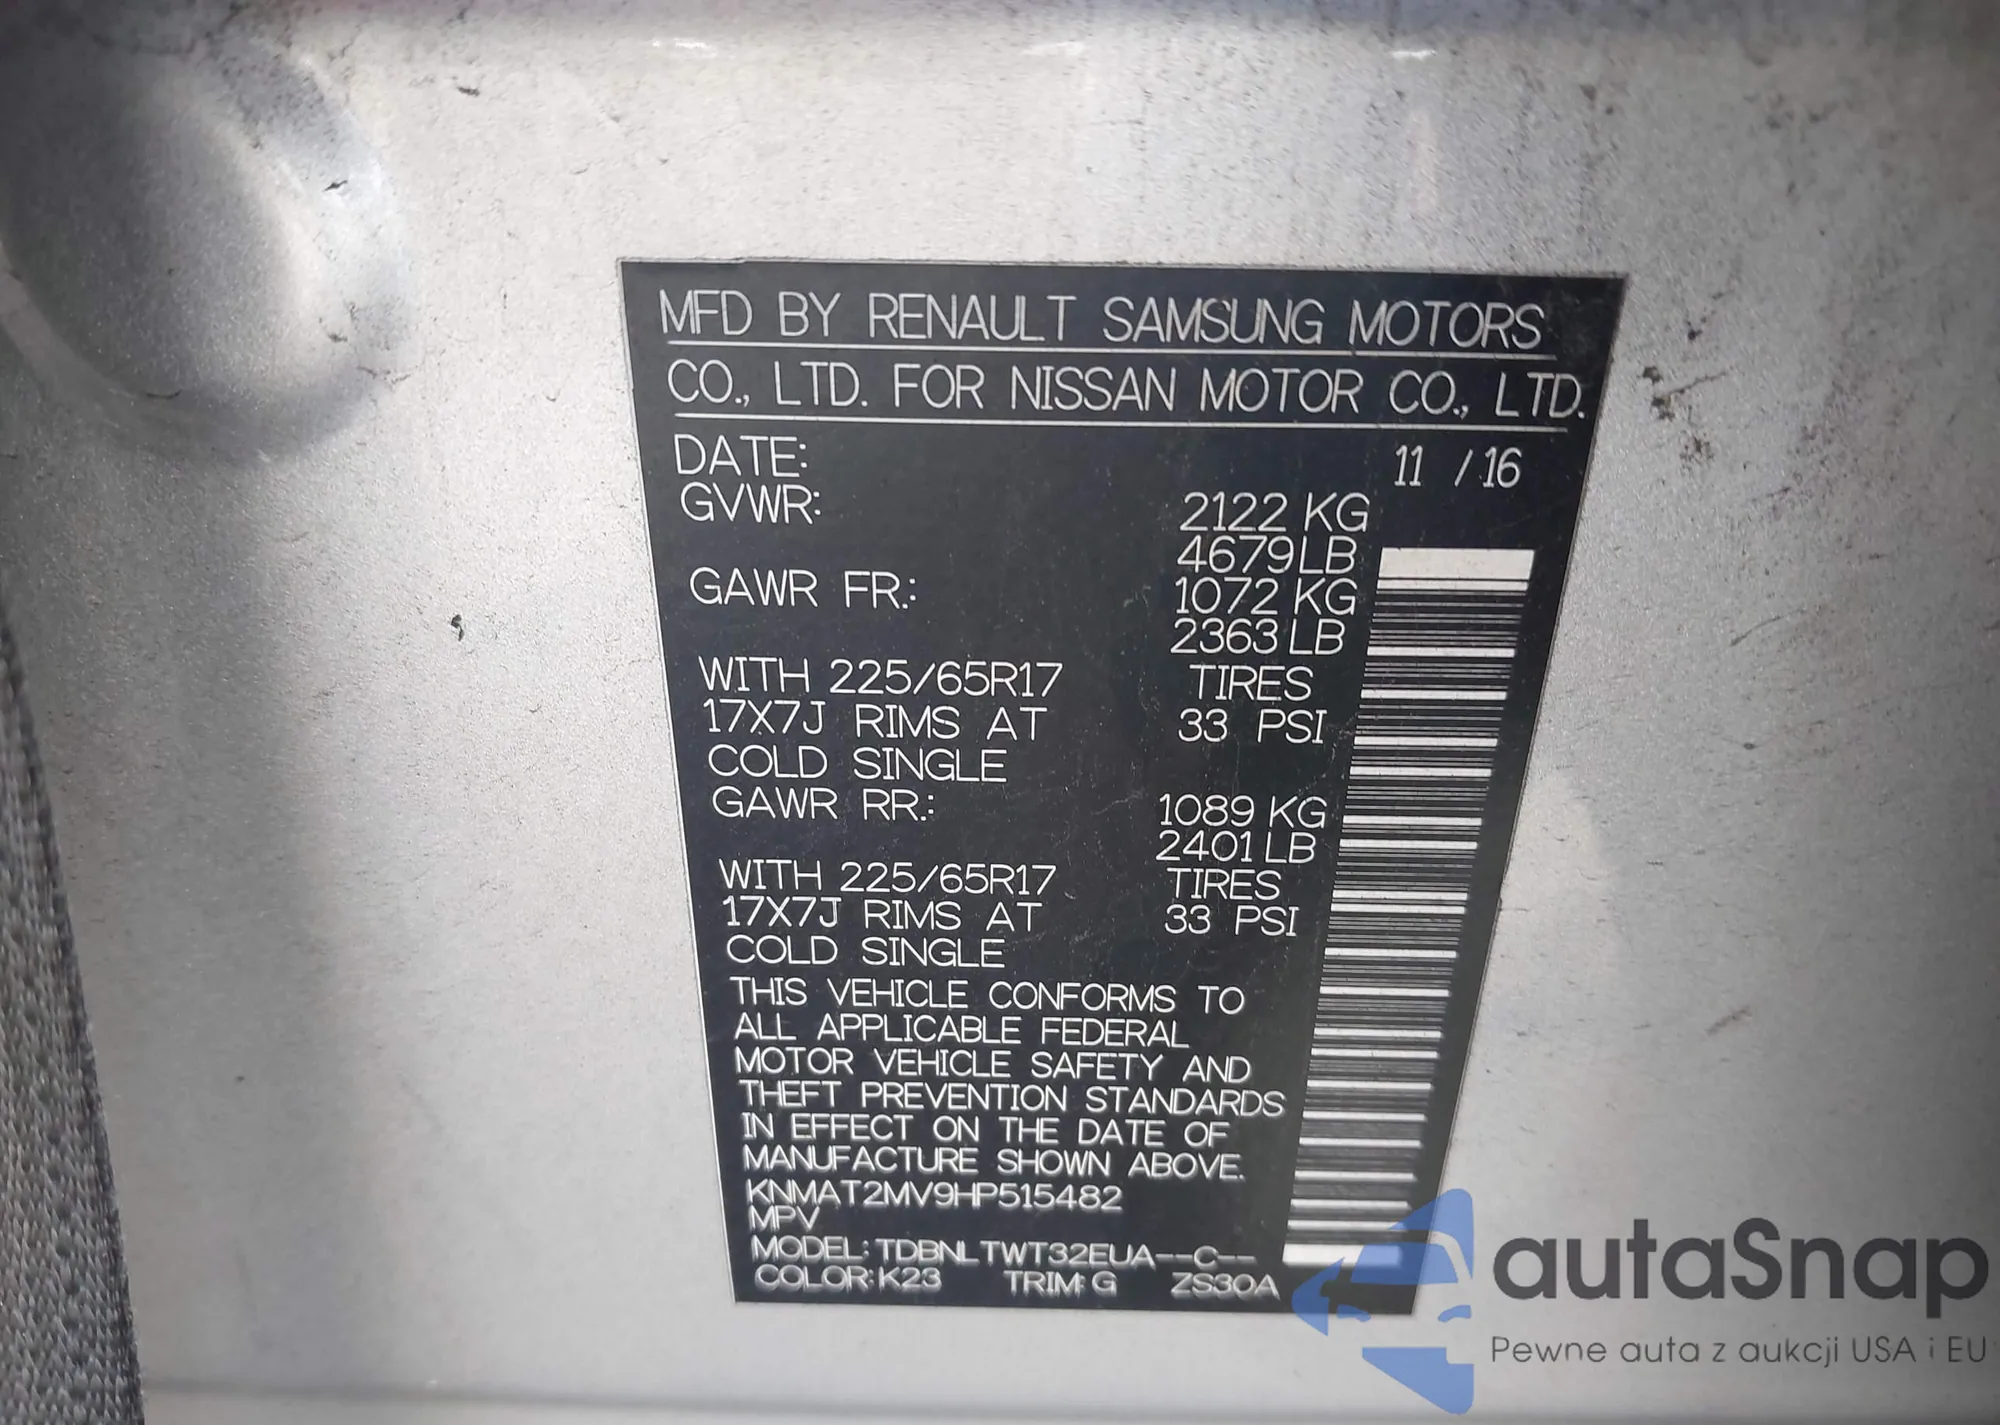 MFD BY RENAULT SAMSUNG MOTORS
CO., LTD. FOR NISSAN MOTOR CO., LTD.
DATE: 11 / 16
GVWR: 2122 KG
4679 LB
GAWR FR.: 1072 KG
2363 LB
WITH 225/65R17 TIRES
17X7J RIMS AT 33 PSI
COLD SINGLE
GAWR RR.: 1089 KG
2401 LB
WITH 225/65R17 TIRES
17X7J RIMS AT 33 PSI
COLD SINGLE
THIS VEHICLE CONFORMS TO
ALL APPLICABLE FEDERAL
MOTOR VEHICLE SAFETY AND
THEFT PREVENTION STANDARDS
IN EFFECT ON THE DATE OF
MANUFACTURE SHOWN ABOVE.
KNMAT2MV9HP515482
MPV
MODEL: TDBNLTWT32EUA--C--
COLOR: K23 TRIM: G ZS30A
autaSnap
Pewne auta z aukcji USA i EU